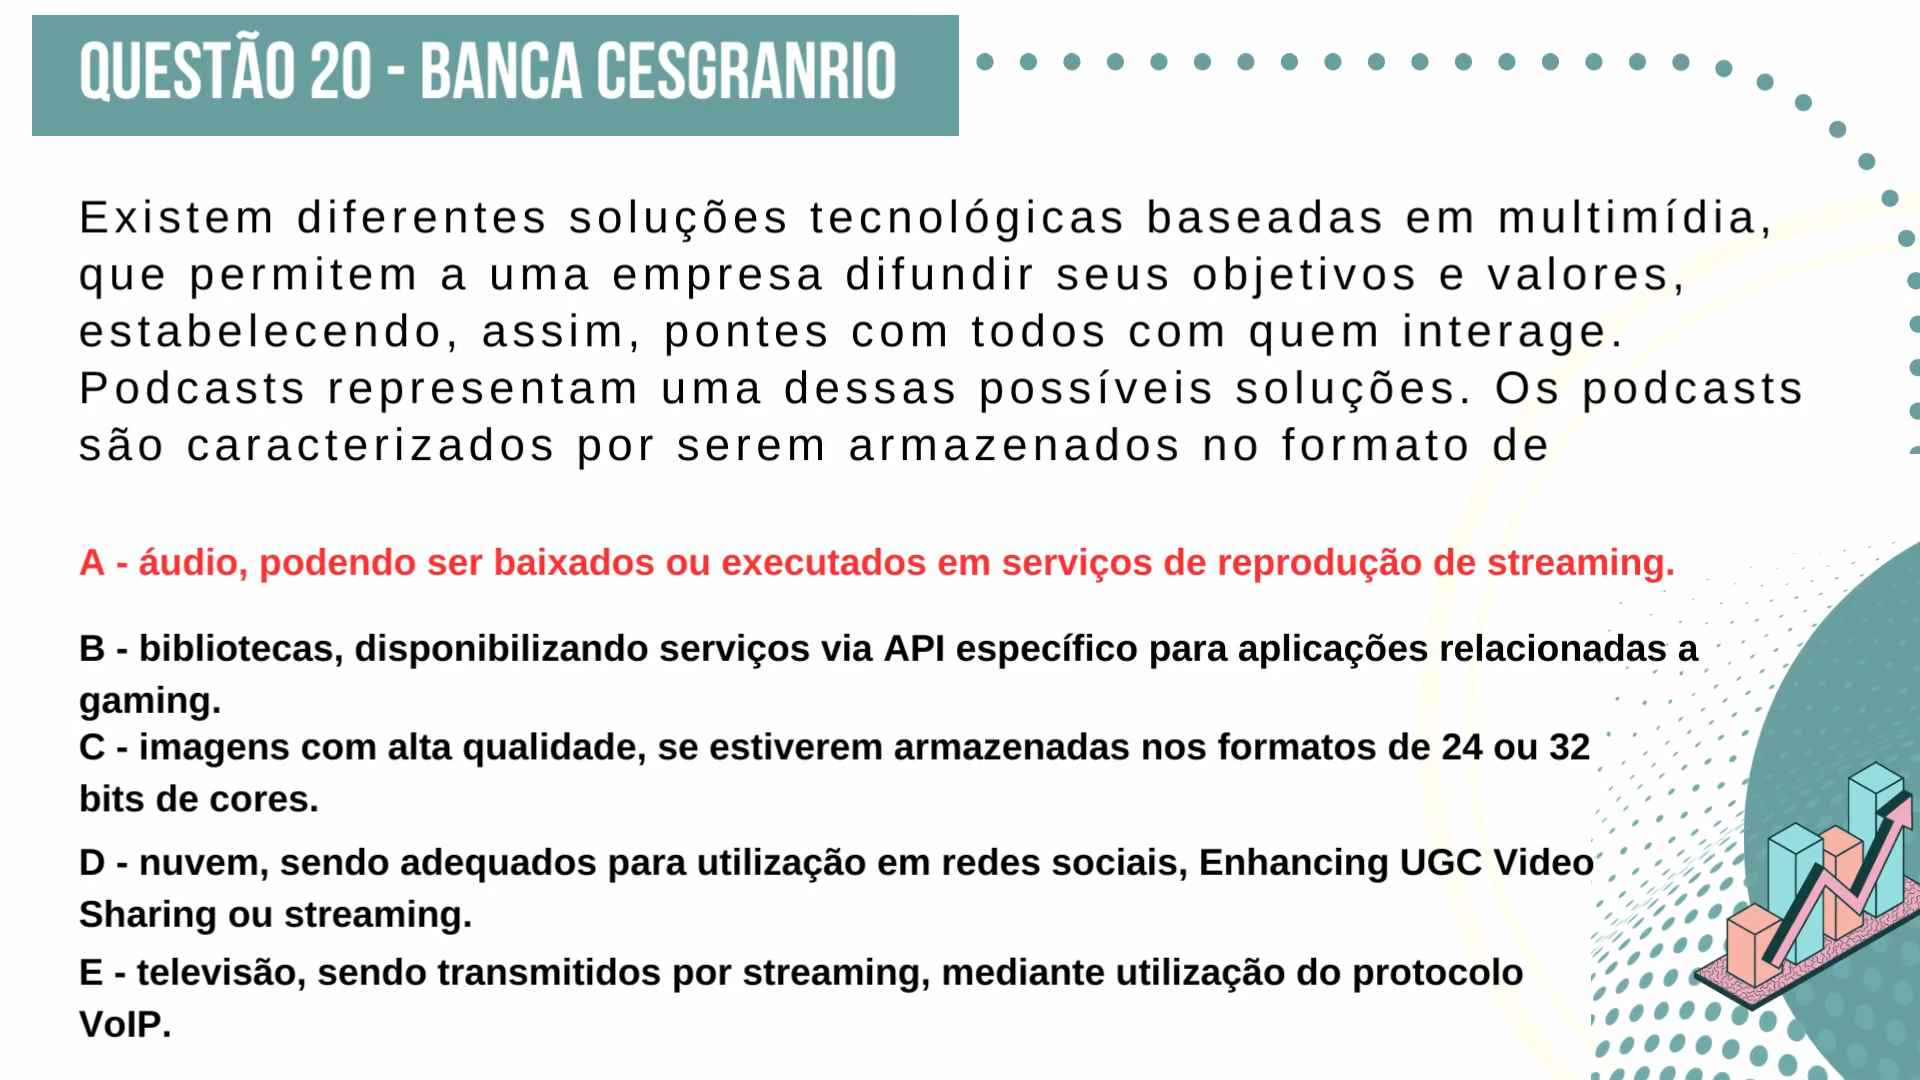 QUESTÃO 20 - BANCA CESGRANRIO
Existem diferentes soluções tecnológicas baseadas em multimídia,
que permitem a uma empresa difundir seus objetivos e valores,
estabelecendo, assim, pontes com todos com quem interage.
Podcasts representam uma dessas possíveis soluções. Os podcasts
são caracterizados por serem armazenados no formato de
A - áudio, podendo ser baixados ou executados em serviços de reprodução de streaming.
B - bibliotecas, disponibilizando serviços via API específico para aplicações relacionadas a
gaming.
C - imagens com alta qualidade, se estiverem armazenadas nos formatos de 24 ou 32
bits de cores.
D - nuvem, sendo adequados para utilização em redes sociais, Enhancing UGC Video
Sharing ou streaming.
E - televisão, sendo transmitidos por streaming, mediante utilização do protocolo
VoIP.